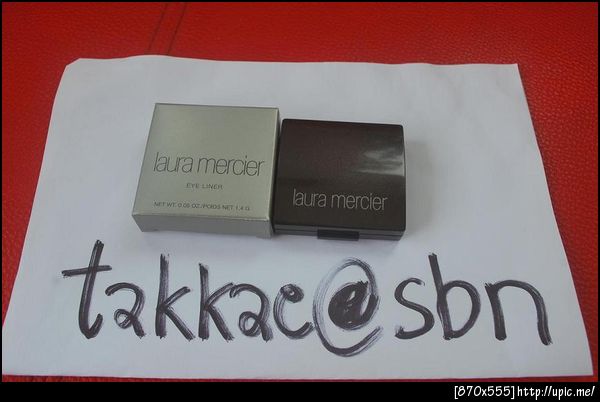 laura mercier
EYE LINER
NET WT. 0.05 OZ./POIDS NET 1.4 G.
laura mercier
takkae@sbn
[870x555]http://upic.me/